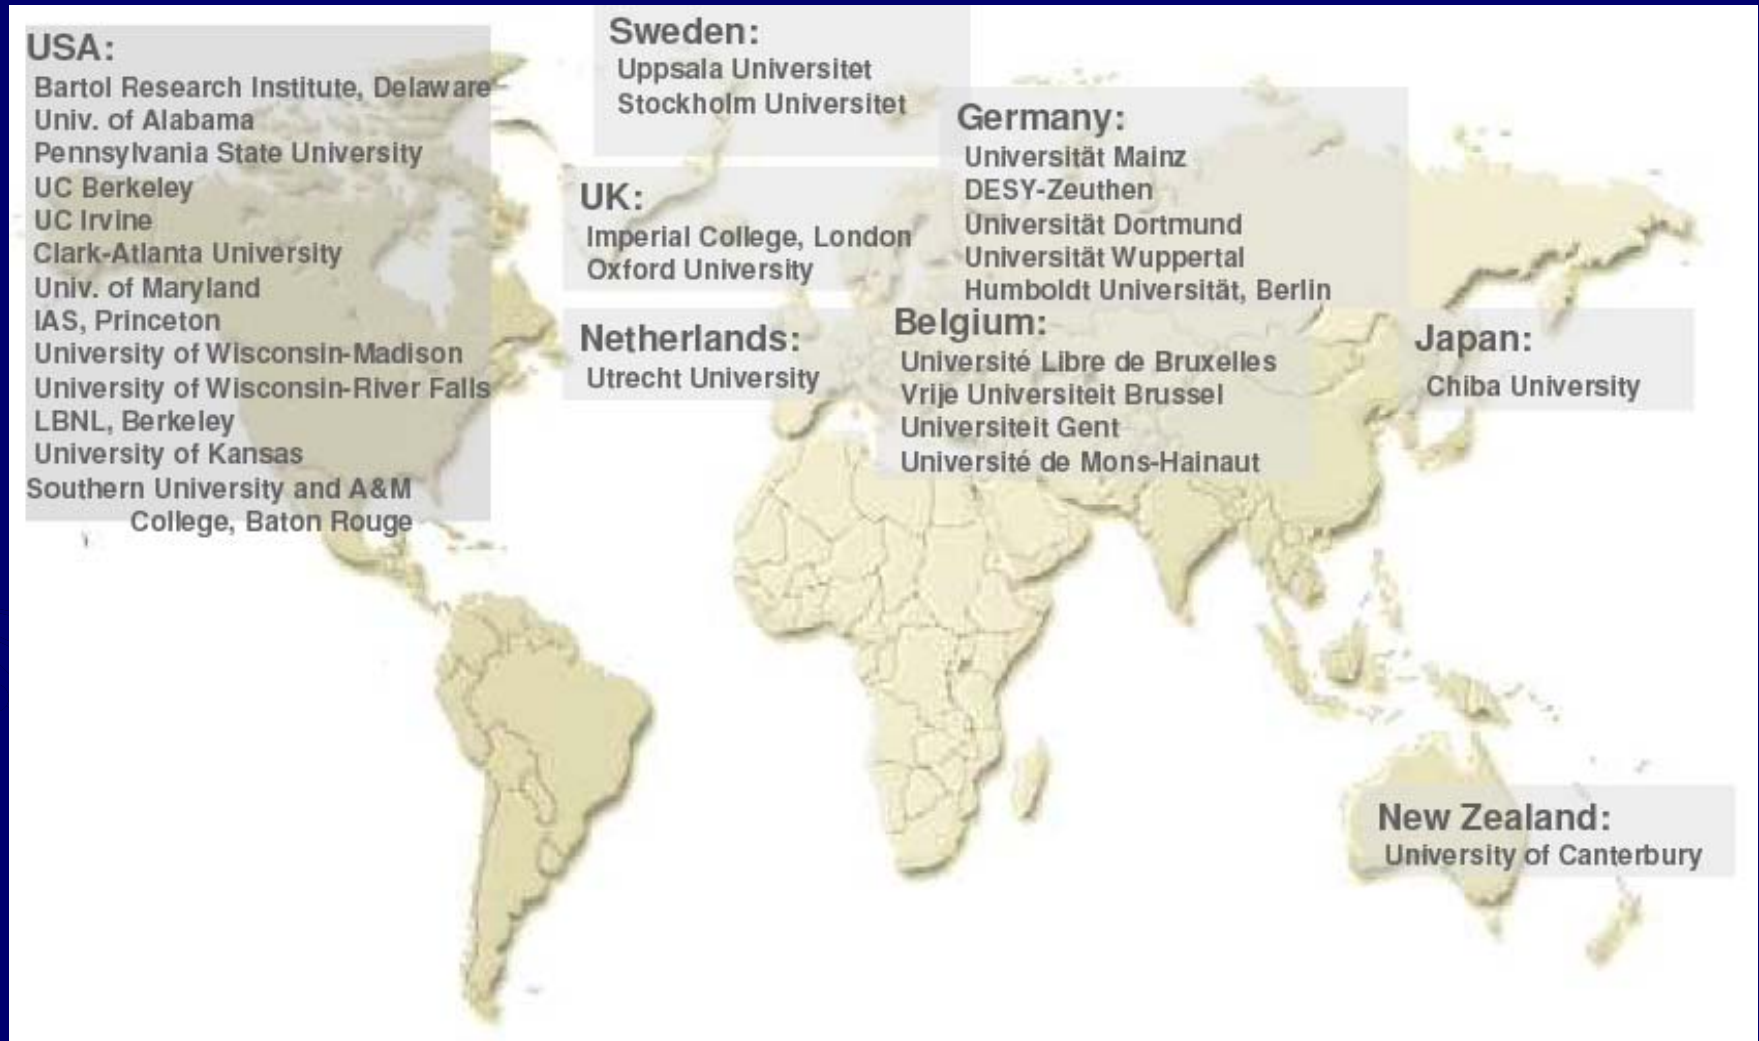 USA:
Bartol Research Institute, Delaware
Univ. of Alabama
Pennsylvania State University
UC Berkeley
UC Irvine
Clark-Atlanta University
Univ. of Maryland
IAS, Princeton
University of Wisconsin-Madison
University of Wisconsin-River Falls
LBNL, Berkeley
University of Kansas
Southern University and A&M
College, Baton Rouge
Sweden:
Uppsala Universitet
Stockholm Universitet
UK:
Imperial College, London
Oxford University
Netherlands:
Utrecht University
Germany:
Universität Mainz
DESY-Zeuthen
Universität Dortmund
Universität Wuppertal
Humboldt Universität, Berlin
Belgium:
Université Libre de Bruxelles
Vrije Universiteit Brussel
Universiteit Gent
Université de Mons-Hainaut
Japan:
Chiba University
New Zealand:
University of Canterbury